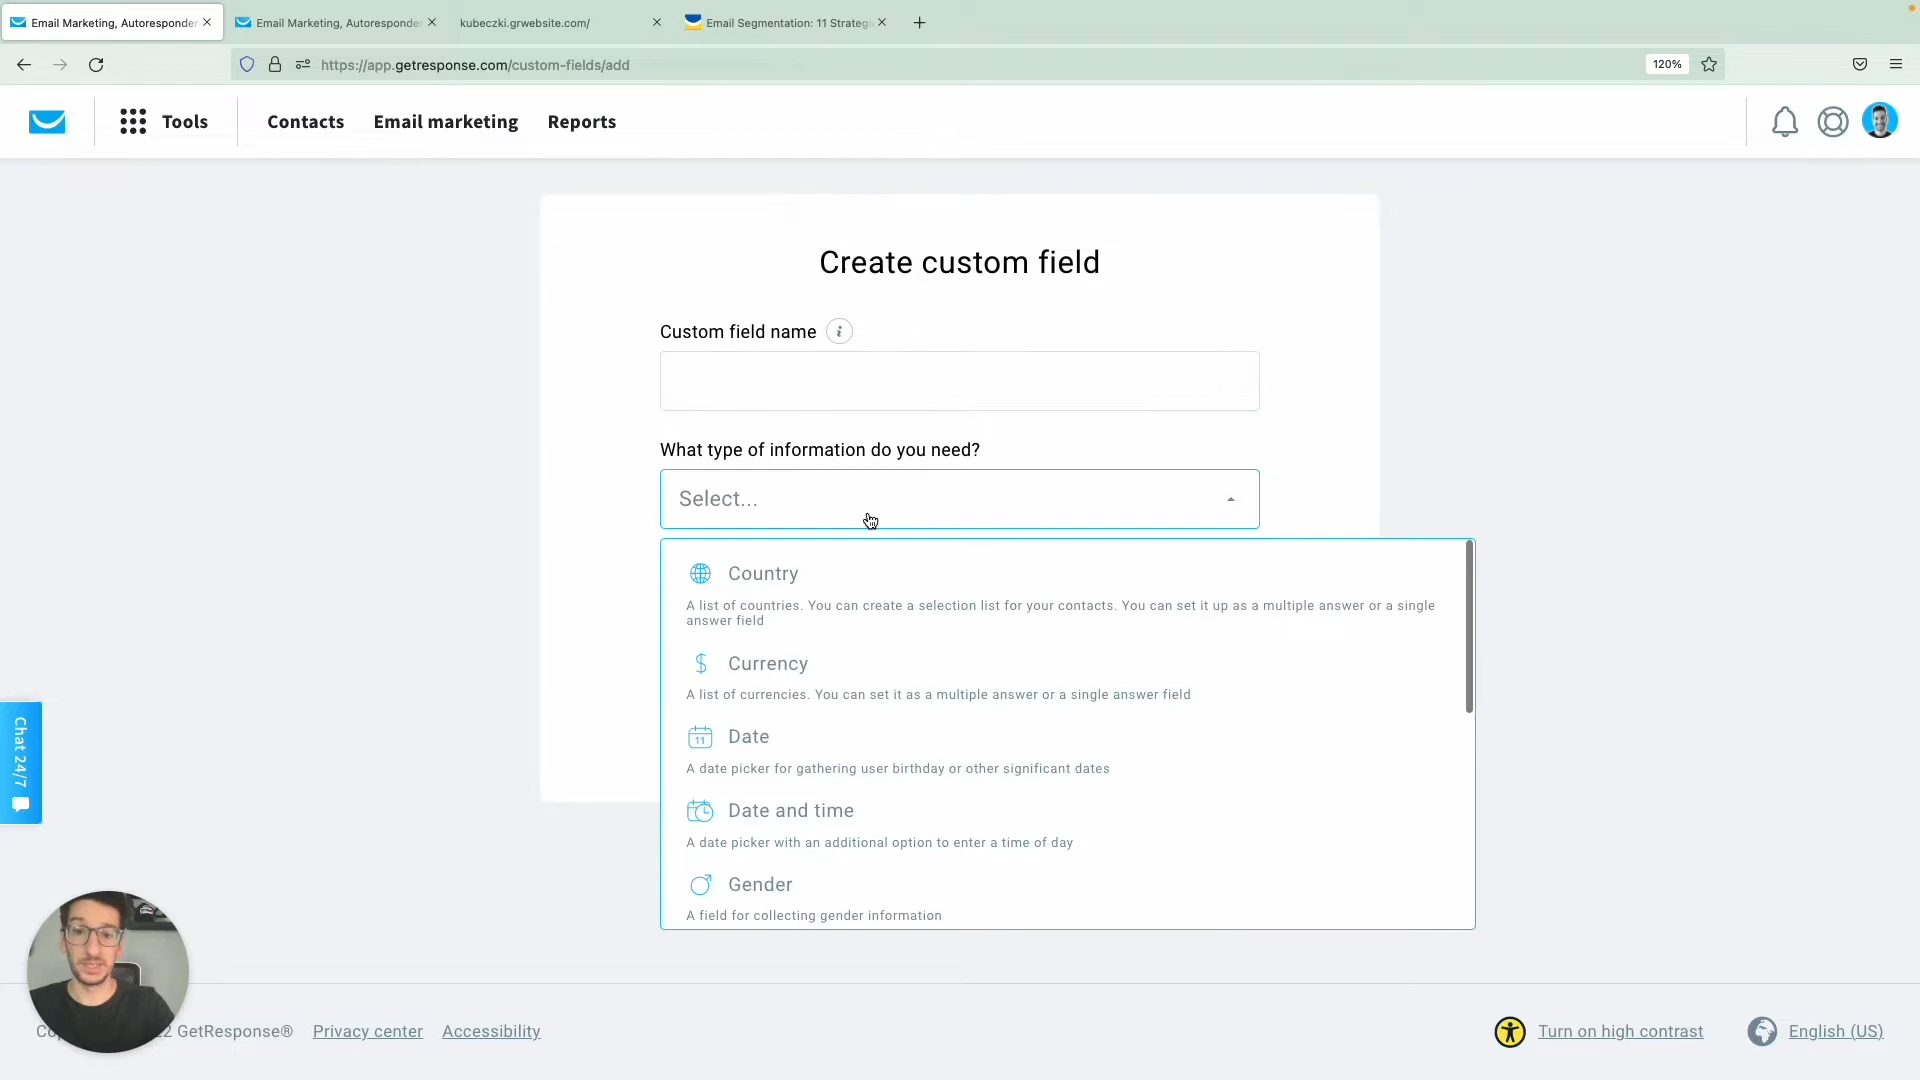 Email Marketing, Autoresponder
Email Marketing, Autoresponder
kubeczki.grwebsite.com/
Email Segmentation: 11 Strategi
https://app.getresponse.com/custom-fields/add
120%
Tools
Contacts
Email marketing
Reports
Create custom field
Custom field name
i
What type of information do you need?
Select...
Country
A list of countries. You can create a selection list for your contacts. You can set it up as a multiple answer or a single
answer field
Currency
A list of currencies. You can set it as a multiple answer or a single answer field
Date
A date picker for gathering user birthday or other significant dates
Date and time
A date picker with an additional option to enter a time of day
Gender
A field for collecting gender information
Chat 24/7
GetResponse®
Privacy center
Accessibility
Turn on high contrast
English (US)